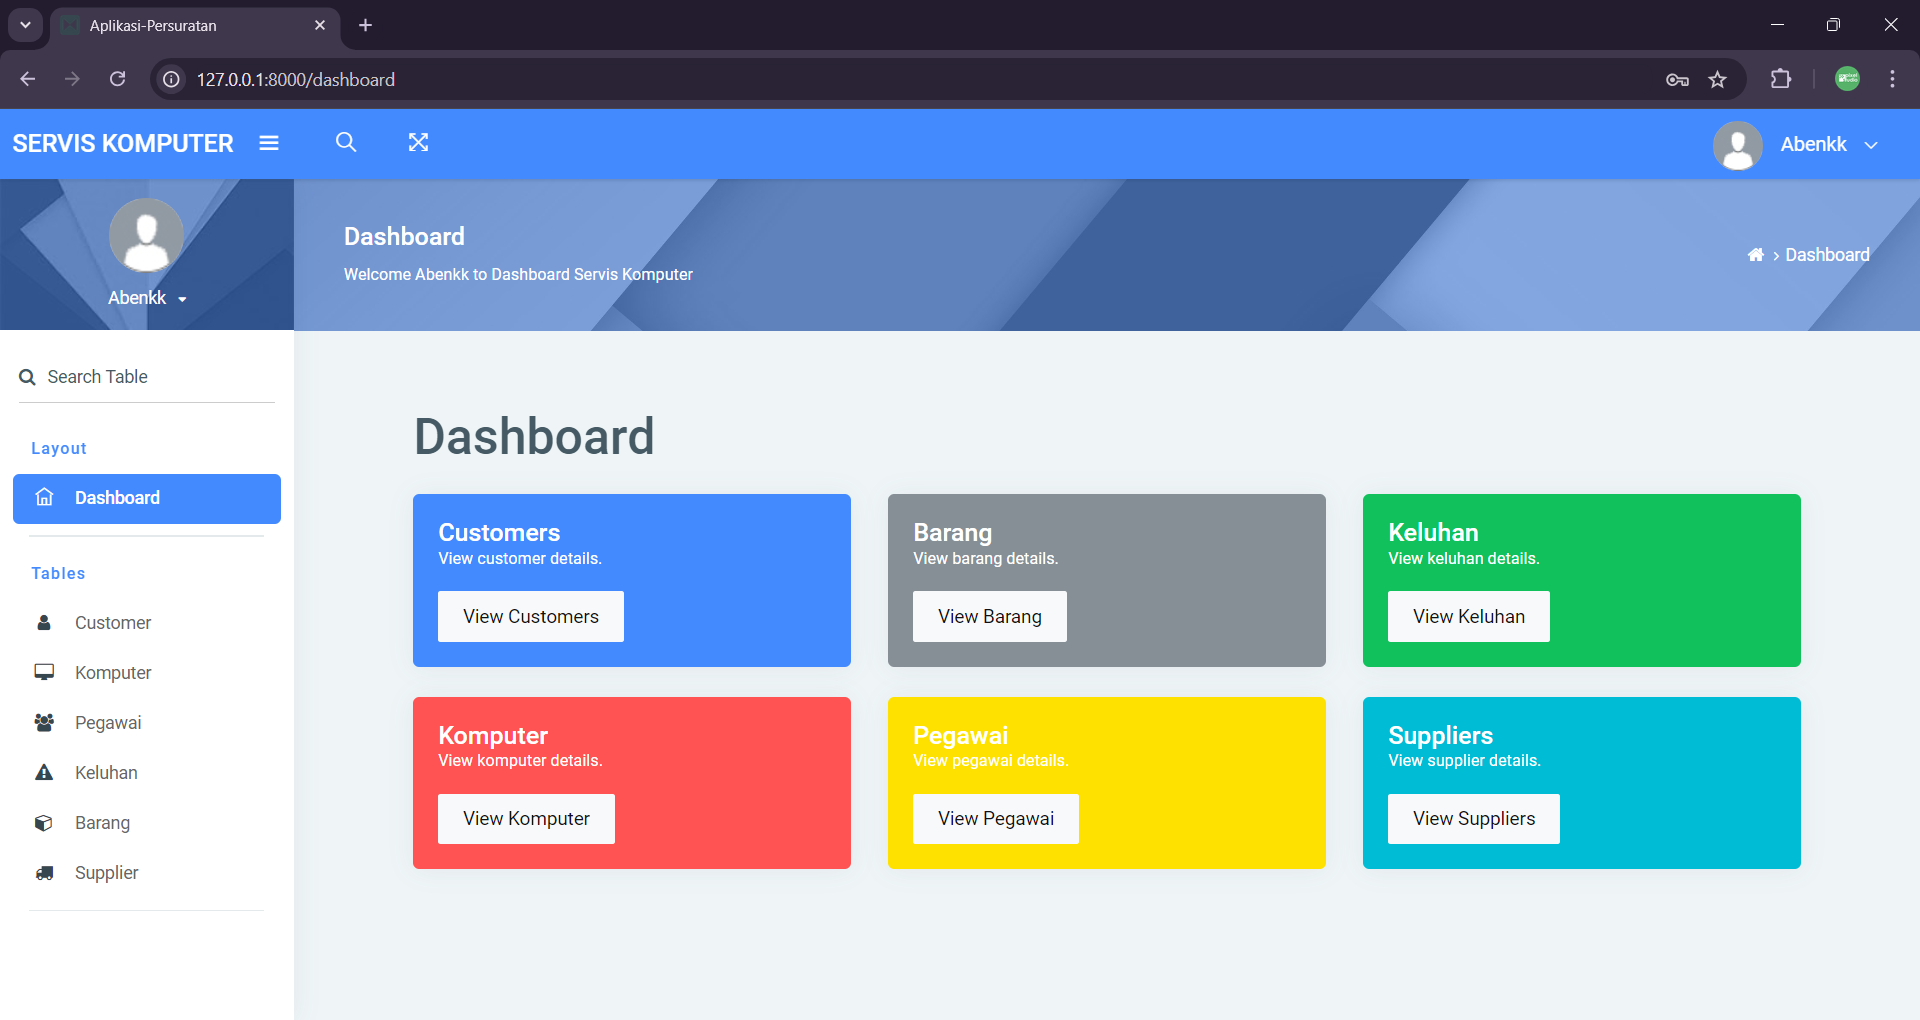 Aplikasi-Persuratan
127.0.0.1:8000/dashboard
SERVIS KOMPUTER
Abenkk
Abenkk
Dashboard
Welcome Abenkk to Dashboard Servis Komputer
› Dashboard
Search Table
Layout
Dashboard
Tables
Customer
Komputer
Pegawai
Keluhan
Barang
Supplier
Dashboard
Customers
View customer details.
View Customers
Barang
View barang details.
View Barang
Keluhan
View keluhan details.
View Keluhan
Komputer
View komputer details.
View Komputer
Pegawai
View pegawai details.
View Pegawai
Suppliers
View supplier details.
View Suppliers